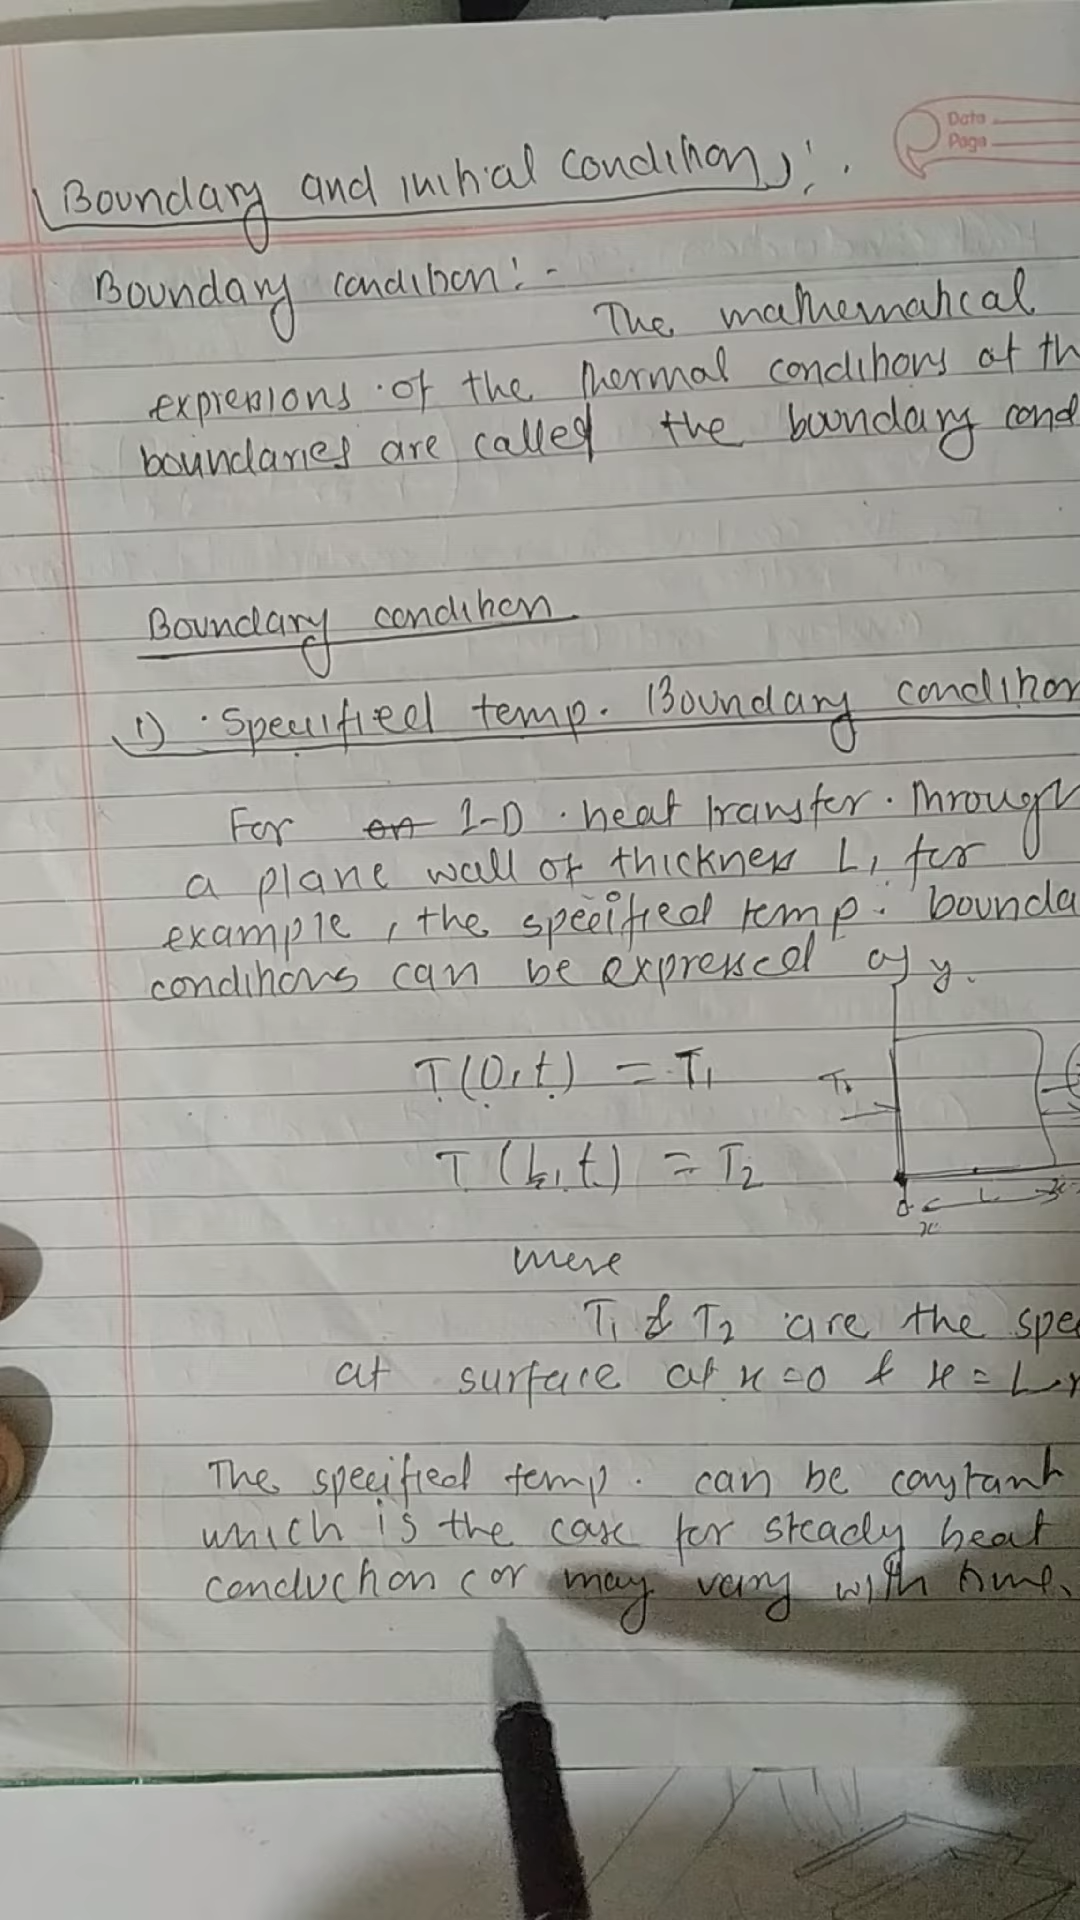 Boundary and initial conditions:.
Data
Page
Boundary condition:-
The mathematical
expressions of the thermal conditions at th
boundaries are called the boundary cond
Boundary condition
1) Specified temp. Boundary condition
For on 1-D heat transfer through
a plane wall of thickness L, for
example, the specified temp. bounda
conditions can be expressed as
y
T(0,t) = T1
T1
T(L,t) = T2
0 L
x
where
T1 & T2 are the spe
at surface at x=0 & x=L r
The specified temp. can be constant
which is the case for steady heat
conduction (or may vary with time.